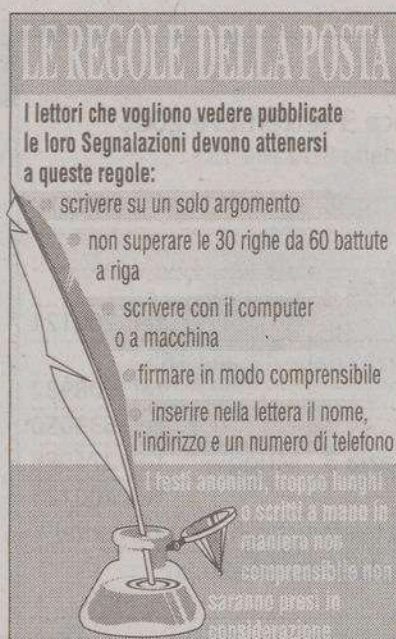 LE REGOLE DELLA POSTA
I lettori che vogliono vedere pubblicate
le loro Segnalazioni devono attenersi
a queste regole:
scrivere su un solo argomento
non superare le 30 righe da 60 battute
a riga
scrivere con il computer
o a macchina
firmare in modo comprensibile
inserire nella lettera il nome,
l'indirizzo e un numero di telefono
I testi anonimi, troppo lunghi
o scritti a mano in
maniera non
comprensibile non
saranno presi in
considerazione